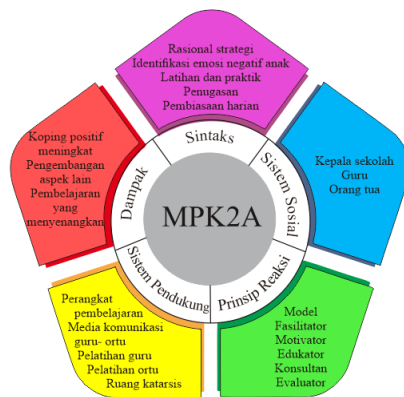 Rasional strategi
Identifikasi emosi negatif anak
Latihan dan praktik
Penugasan
Pembiasaan harian
Sintaks
Koping positif
meningkat
Pengembangan
aspek lain
Pembelajaran
yang
menyenangkan
Dampak
MPK2A
Sistem Sosial
Kepala sekolah
Guru
Orang tua
Sistem Pendukung
Prinsip Reaksi
Perangkat
pembelajaran
Media komunikasi
guru- ortu
Pelatihan guru
Pelatihan ortu
Ruang katarsis
Model
Fasilitator
Motivator
Edukator
Konsultan
Evaluator